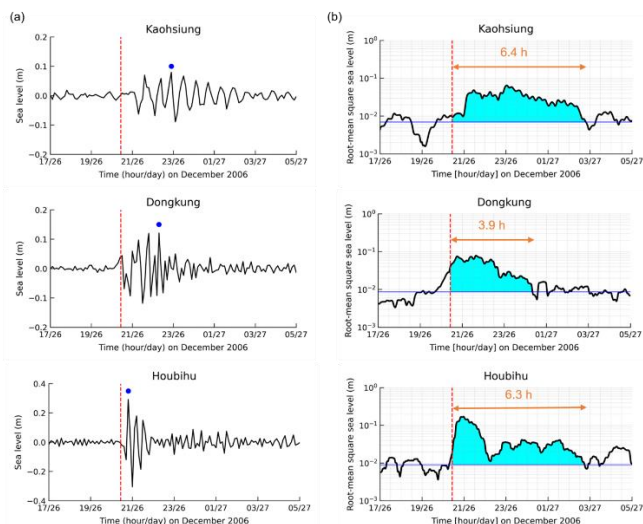 (a)
Kaohsiung
Sea level (m)
0.2
0.1
0.0
−0.1
−0.2
17/26 19/26 21/26 23/26 01/27 03/27 05/27
Time (hour/day) on December 2006
Dongkung
Sea level (m)
0.2
0.1
0.0
−0.1
−0.2
17/26 19/26 21/26 23/26 01/27 03/27 05/27
Time (hour/day) on December 2006
Houbihu
Sea level (m)
0.4
0.2
0.0
−0.2
−0.4
17/26 19/26 21/26 23/26 01/27 03/27 05/27
Time (hour/day) on December 2006
(b)
Kaohsiung
6.4 h
Root-mean square sea level (m)
10⁰
10⁻¹
10⁻²
10⁻³
17/26 19/26 21/26 23/26 01/27 03/27 05/27
Time [hour/day] on December 2006
Dongkung
3.9 h
Root-mean square sea level (m)
10⁰
10⁻¹
10⁻²
10⁻³
17/26 19/26 21/26 23/26 01/27 03/27 05/27
Time [hour/day] on December 2006
Houbihu
6.3 h
Root-mean square sea level (m)
10⁰
10⁻¹
10⁻²
10⁻³
17/26 19/26 21/26 23/26 01/27 03/27 05/27
Time [hour/day] on December 2006